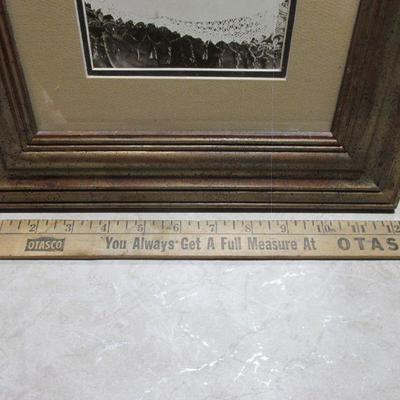 2 3 4 5 6 7 8 9 10 11 12
OTASCO You Always Get A Full Measure At OTAS